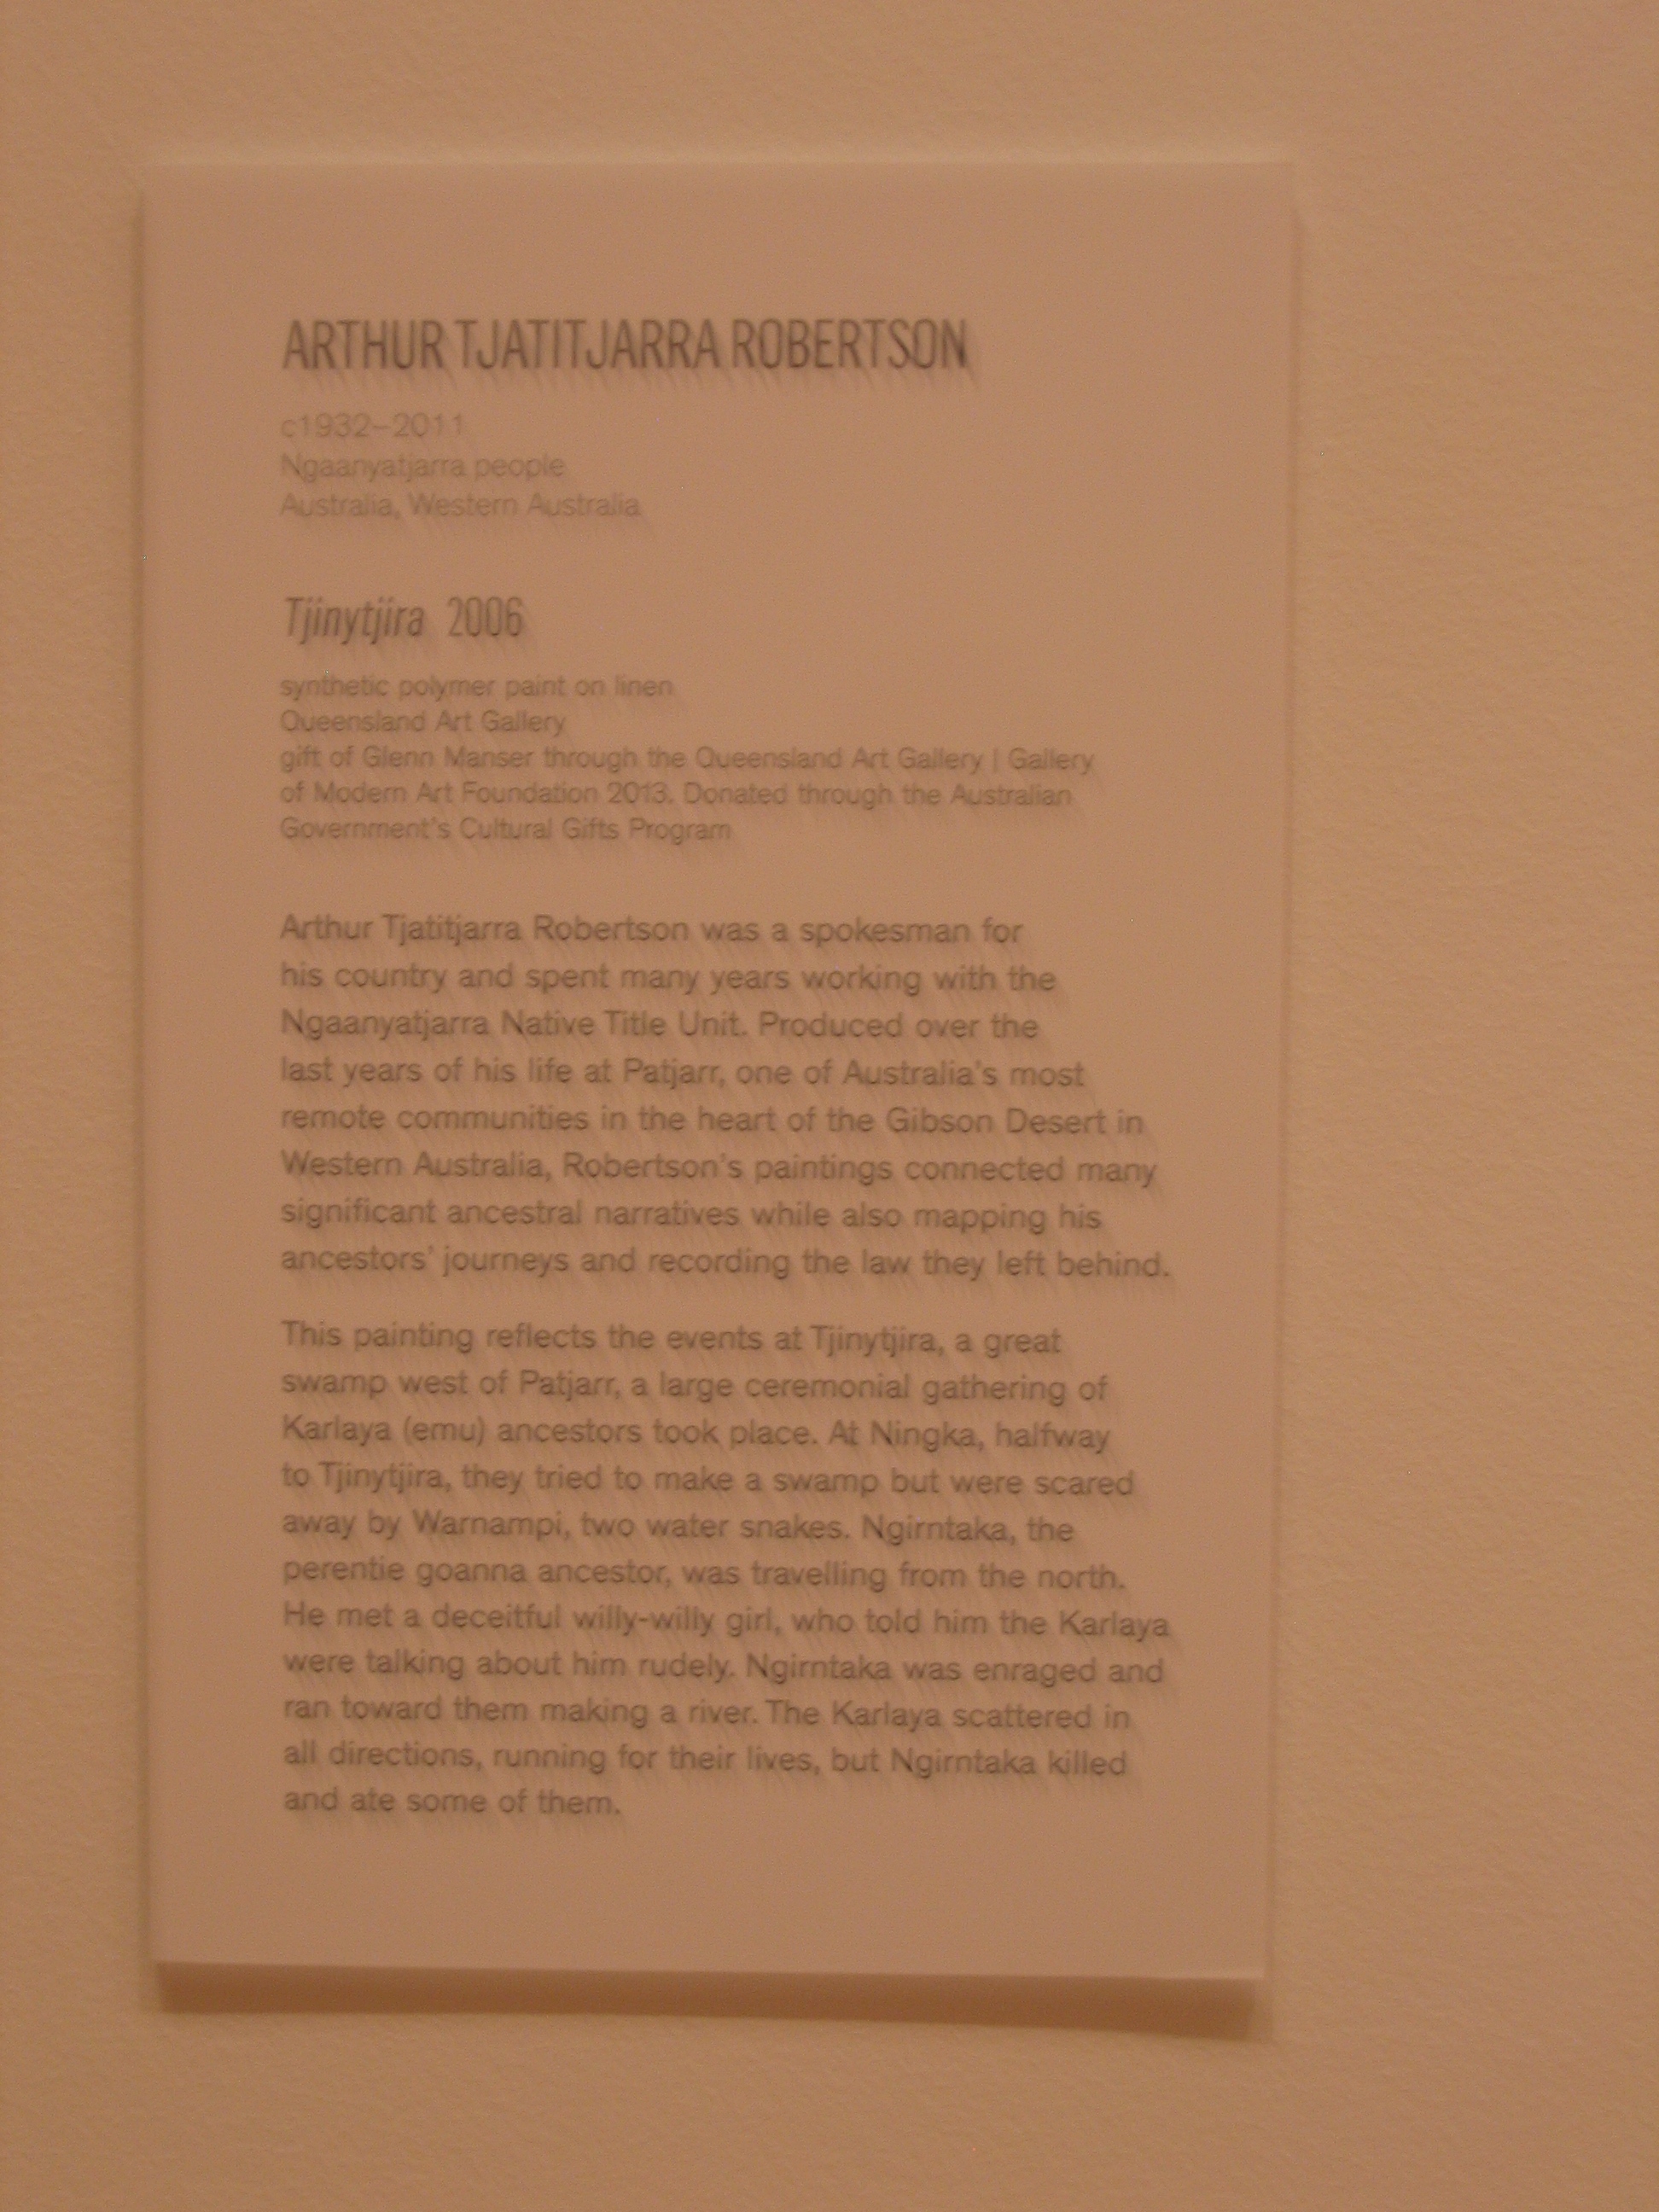 ARTHUR TJATITJARRA ROBERTSON
c1932–2011
Ngaanyatjarra people
Australia, Western Australia
Tjinytjira 2006
synthetic polymer paint on linen
Queensland Art Gallery
gift of Glenn Manser through the Queensland Art Gallery | Gallery
of Modern Art Foundation 2013. Donated through the Australian
Government's Cultural Gifts Program
Arthur Tjatitjarra Robertson was a spokesman for
his country and spent many years working with the
Ngaanyatjarra Native Title Unit. Produced over the
last years of his life at Patjarr, one of Australia's most
remote communities in the heart of the Gibson Desert in
Western Australia, Robertson's paintings connected many
significant ancestral narratives while also mapping his
ancestors' journeys and recording the law they left behind.
This painting reflects the events at Tjinytjira, a great
swamp west of Patjarr, a large ceremonial gathering of
Karlaya (emu) ancestors took place. At Ningka, halfway
to Tjinytjira, they tried to make a swamp but were scared
away by Warnampi, two water snakes. Ngirntaka, the
perentie goanna ancestor, was travelling from the north.
He met a deceitful willy-willy girl, who told him the Karlaya
were talking about him rudely. Ngirntaka was enraged and
ran toward them making a river. The Karlaya scattered in
all directions, running for their lives, but Ngirntaka killed
and ate some of them.